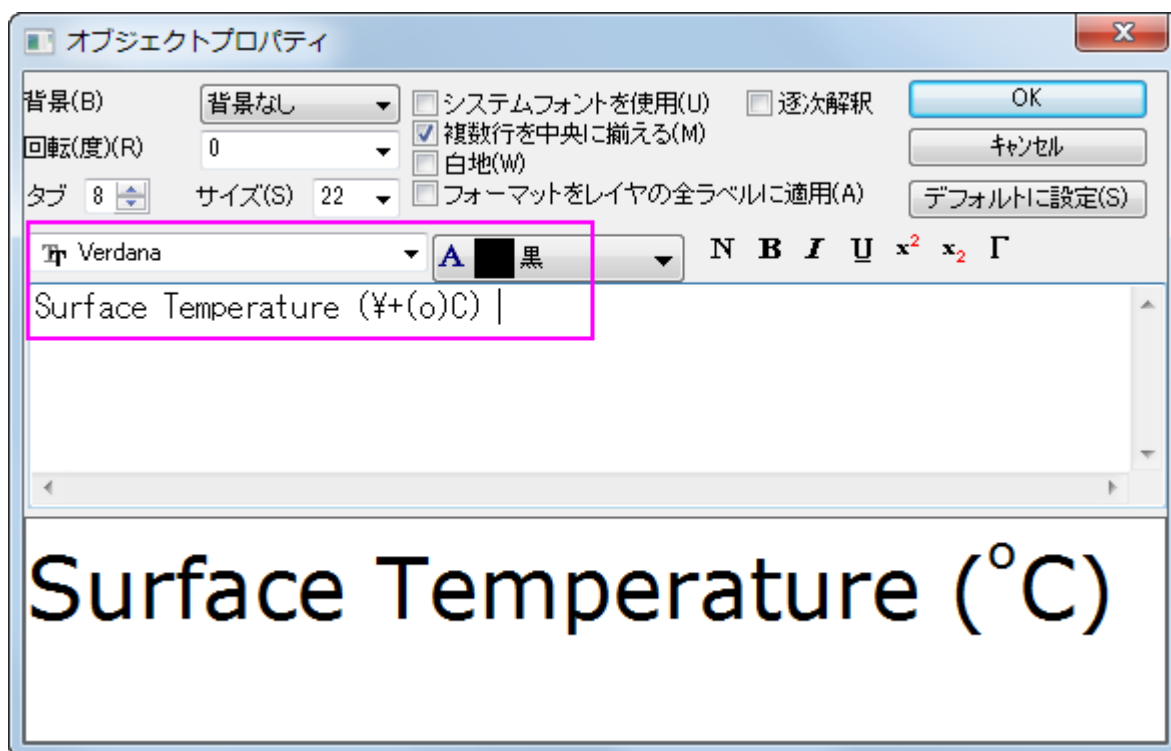 オブジェクトプロパティ
背景(B) 背景なし システムフォントを使用(U) 逐次解釈 OK
複数行を中央に揃える(M)
回転(度)(R) 0 キャンセル
白地(W)
タブ 8 サイズ(S) 22 フォーマットをレイヤの全ラベルに適用(A) デフォルトに設定(S)
Verdana A 黒 N B I U x² x₂ Γ
Surface Temperature (¥+(o)C)
Surface Temperature (°C)